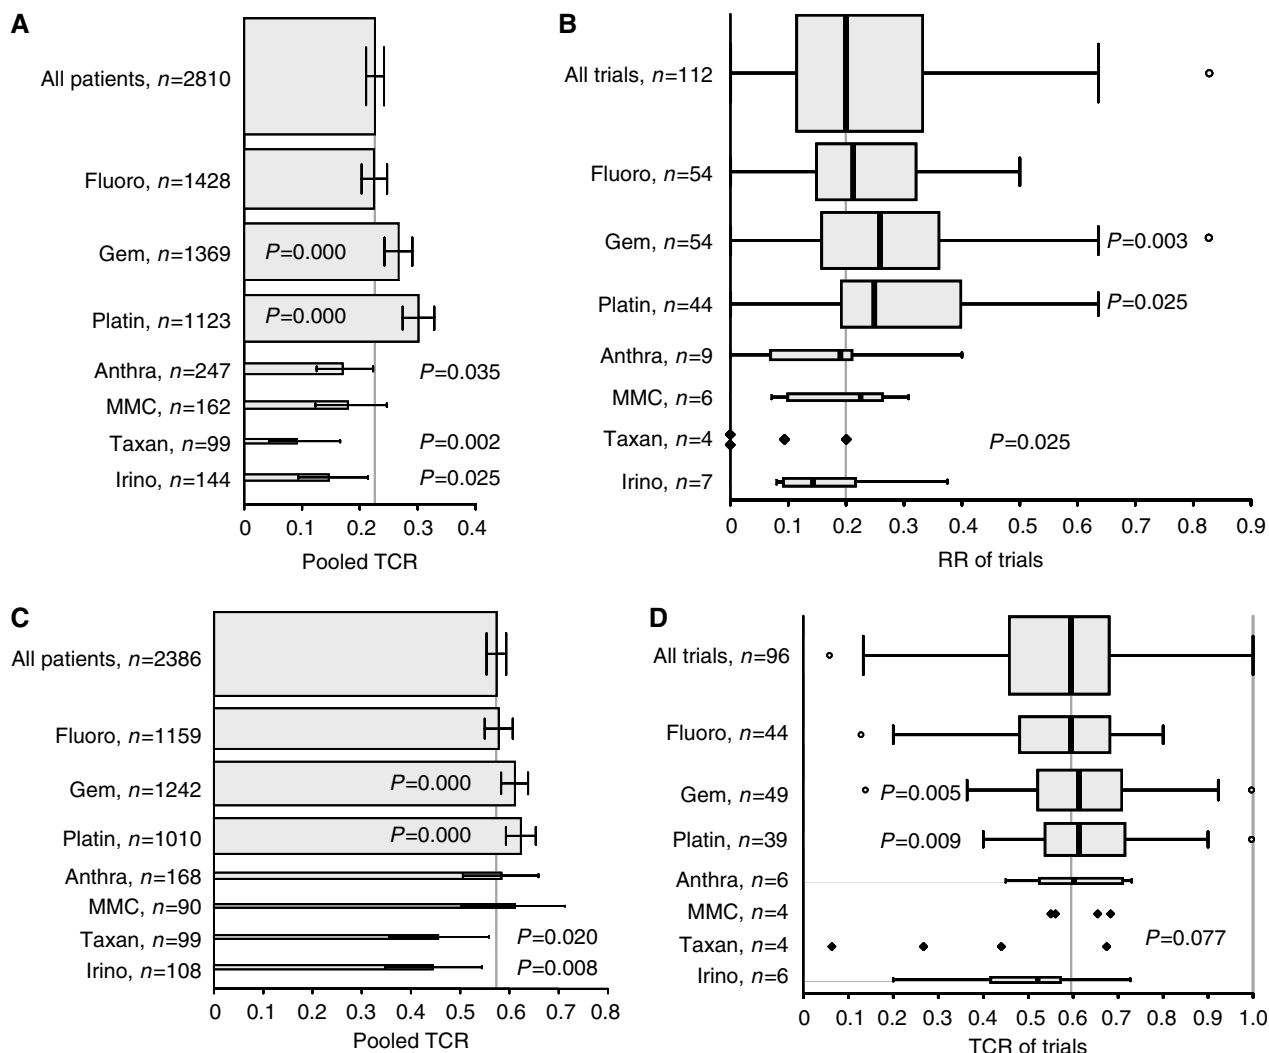 A
All patients, n=2810
Fluoro, n=1428
Gem, n=1369
P=0.000
Platin, n=1123
P=0.000
Anthra, n=247
P=0.035
MMC, n=162
Taxan, n=99
P=0.002
Irino, n=144
P=0.025
0 0.1 0.2 0.3 0.4
Pooled TCR
B
All trials, n=112
Fluoro, n=54
Gem, n=54
P=0.003
Platin, n=44
P=0.025
Anthra, n=9
MMC, n=6
Taxan, n=4
P=0.025
Irino, n=7
0 0.1 0.2 0.3 0.4 0.5 0.6 0.7 0.8 0.9
RR of trials
C
All patients, n=2386
Fluoro, n=1159
Gem, n=1242
P=0.000
Platin, n=1010
P=0.000
Anthra, n=168
MMC, n=90
Taxan, n=99
P=0.020
Irino, n=108
P=0.008
0 0.1 0.2 0.3 0.4 0.5 0.6 0.7 0.8
Pooled TCR
D
All trials, n=96
Fluoro, n=44
Gem, n=49
P=0.005
Platin, n=39
P=0.009
Anthra, n=6
MMC, n=4
Taxan, n=4
P=0.077
Irino, n=6
0 0.1 0.2 0.3 0.4 0.5 0.6 0.7 0.8 0.9 1.0
TCR of trials